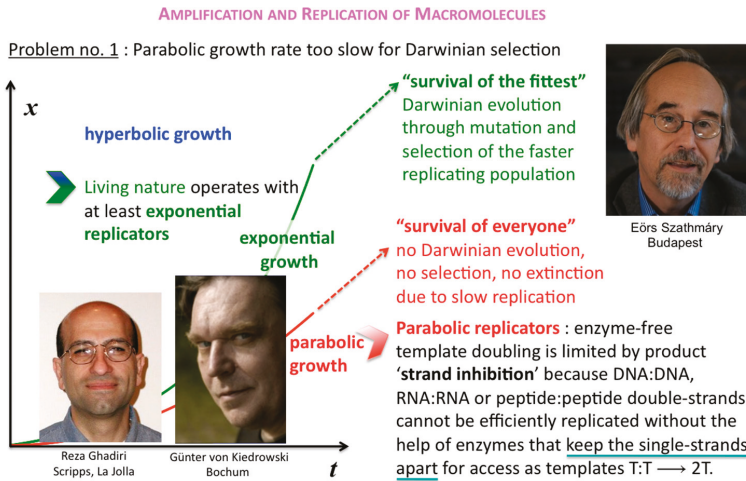 AMPLIFICATION AND REPLICATION OF MACROMOLECULES
Problem no. 1 : Parabolic growth rate too slow for Darwinian selection
x
hyperbolic growth
Living nature operates with
at least exponential
replicators
exponential
growth
parabolic
growth
t
"survival of the fittest"
Darwinian evolution
through mutation and
selection of the faster
replicating population
"survival of everyone"
no Darwinian evolution,
no selection, no extinction
due to slow replication
Parabolic replicators : enzyme-free
template doubling is limited by product
'strand inhibition' because DNA:DNA,
RNA:RNA or peptide:peptide double-strands
cannot be efficiently replicated without the
help of enzymes that keep the single-strands
apart for access as templates T:T ⟶ 2T.
Eörs Szathmáry
Budapest
Reza Ghadiri
Scripps, La Jolla
Günter von Kiedrowski
Bochum